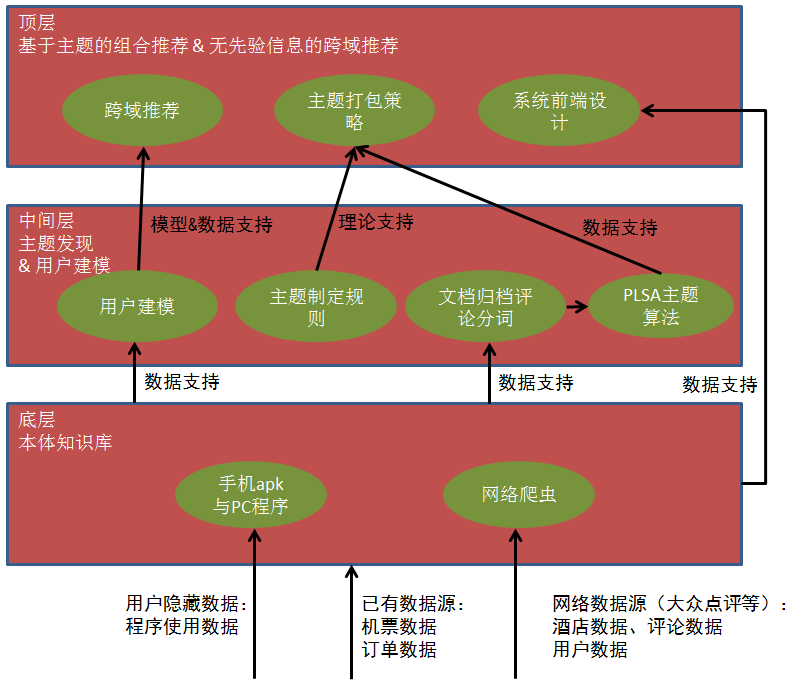 顶层
基于主题的组合推荐 & 无先验信息的跨域推荐
跨域推荐
主题打包策
略
系统前端设
计
模型&数据支持
理论支持
数据支持
中间层
主题发现
& 用户建模
用户建模
主题制定规
则
文档归档评
论分词
PLSA主题
算法
数据支持
数据支持
数据支持
底层
本体知识库
手机apk
与PC程序
网络爬虫
用户隐藏数据：
程序使用数据
已有数据源：
机票数据
订单数据
网络数据源（大众点评等）：
酒店数据、评论数据
用户数据